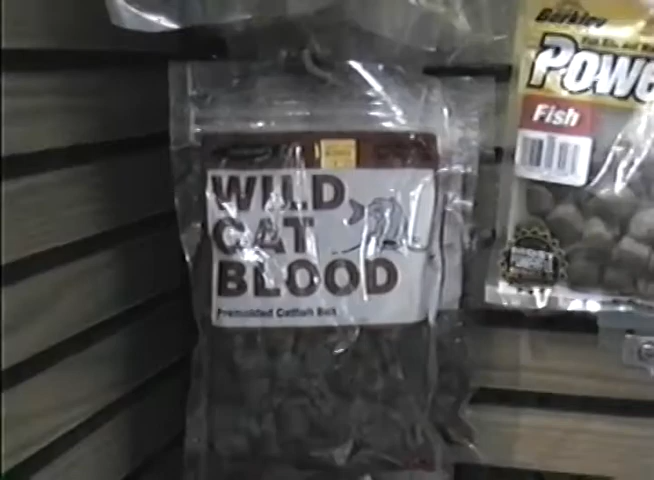 WILD
CAT
BLOOD
Premolded Catfish Bait
Berkley
Powe
Fish